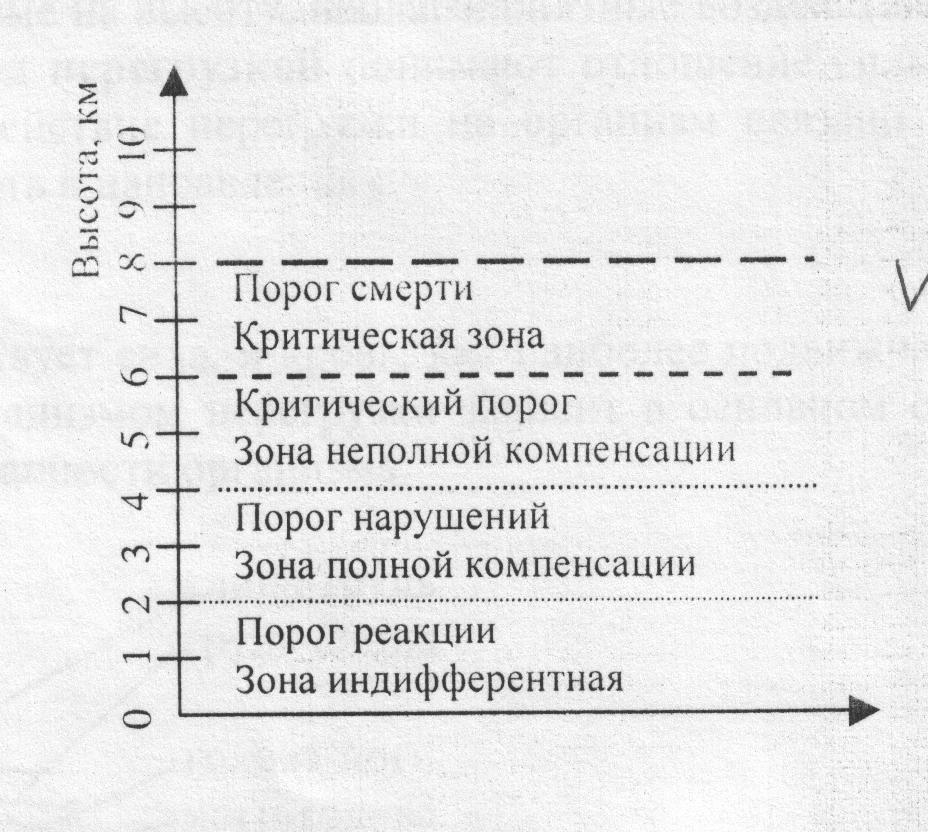 Высота, км
10
9
8
Порог смерти
7
Критическая зона
6
Критический порог
5
Зона неполной компенсации
4
Порог нарушений
3
Зона полной компенсации
2
Порог реакции
1
Зона индифферентная
0